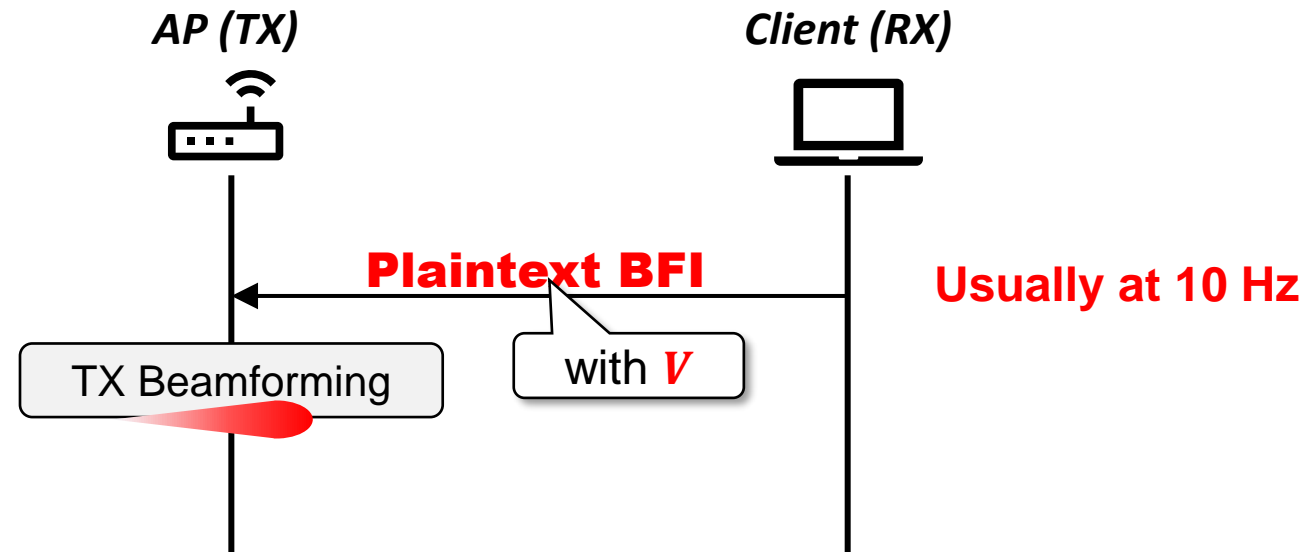 AP (TX)
Client (RX)
Plaintext BFI
Usually at 10 Hz
with V
TX Beamforming